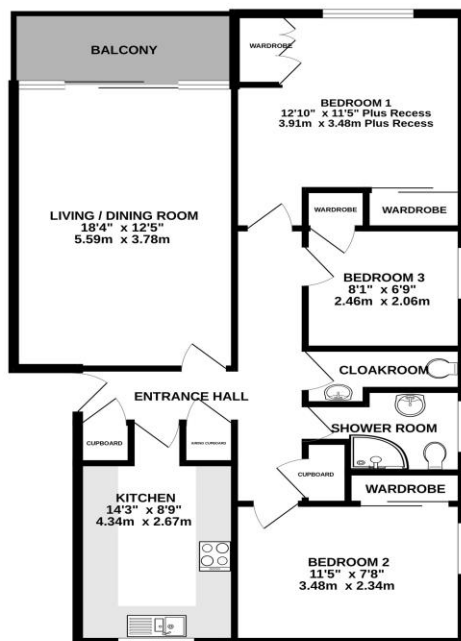 BALCONY
WARDROBE
BEDROOM 1
12'10" x 11'5" Plus Recess
3.91m x 3.48m Plus Recess
LIVING / DINING ROOM
18'4" x 12'5"
5.59m x 3.78m
WARDROBE
WARDROBE
BEDROOM 3
8'1" x 6'9"
2.46m x 2.06m
CLOAKROOM
ENTRANCE HALL
SHOWER ROOM
CUPBOARD
AIRING CUPBOARD
CUPBOARD
WARDROBE
KITCHEN
14'3" x 8'9"
4.34m x 2.67m
BEDROOM 2
11'5" x 7'8"
3.48m x 2.34m